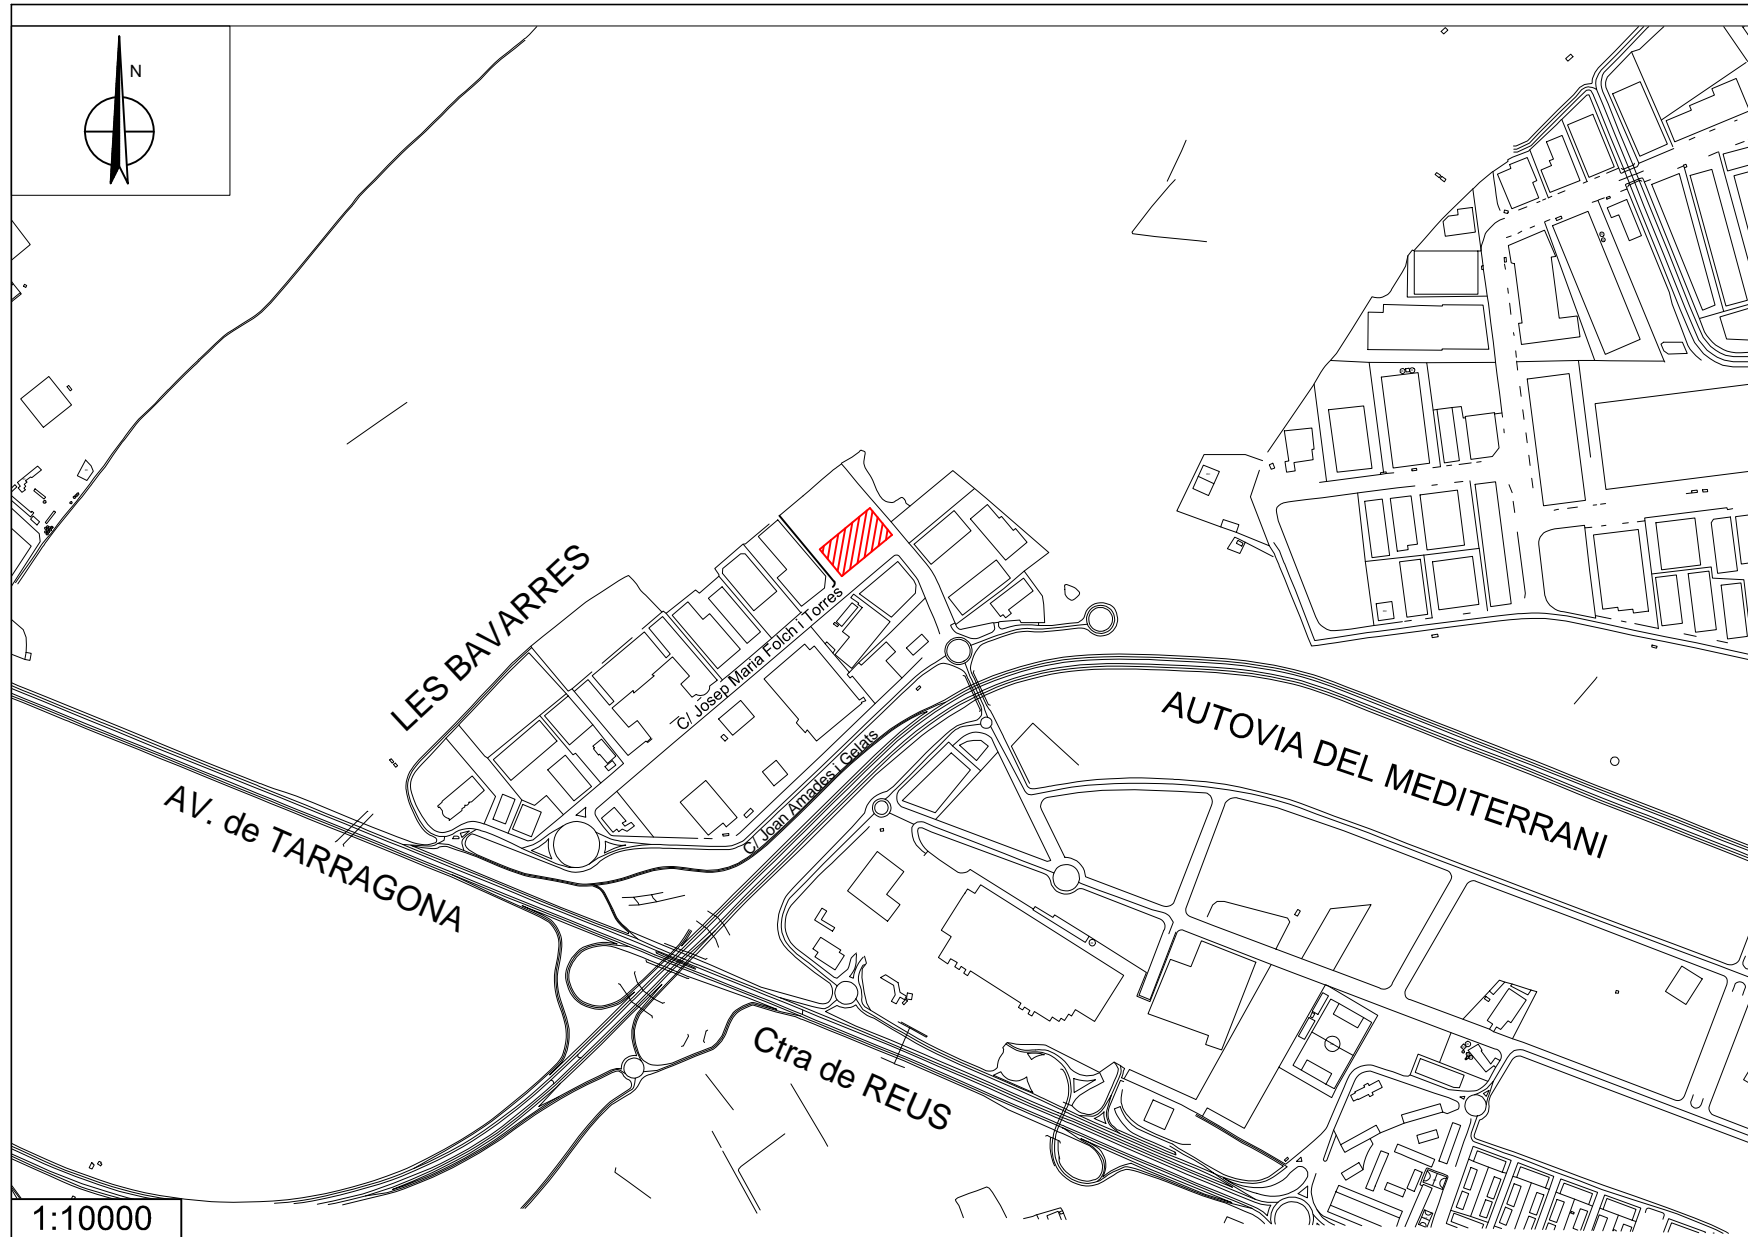 N
LES BAVARRES
C/ Josep Maria Folch i Torres
C/ Joan Amades i Gelats
AUTOVIA DEL MEDITERRANI
AV. de TARRAGONA
Ctra de REUS
1:10000